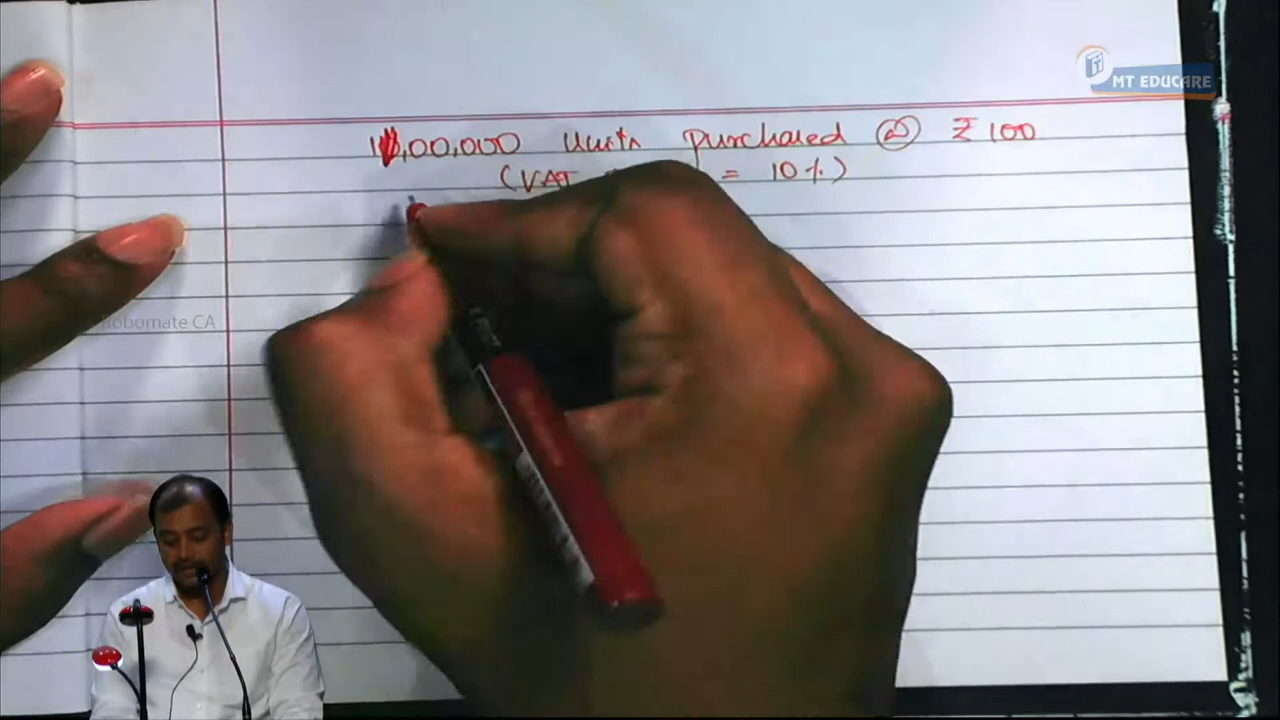 MT EDUCARE
1,00,000 units purchased @ ₹ 100
(VAT = 10%)
Robomate CA